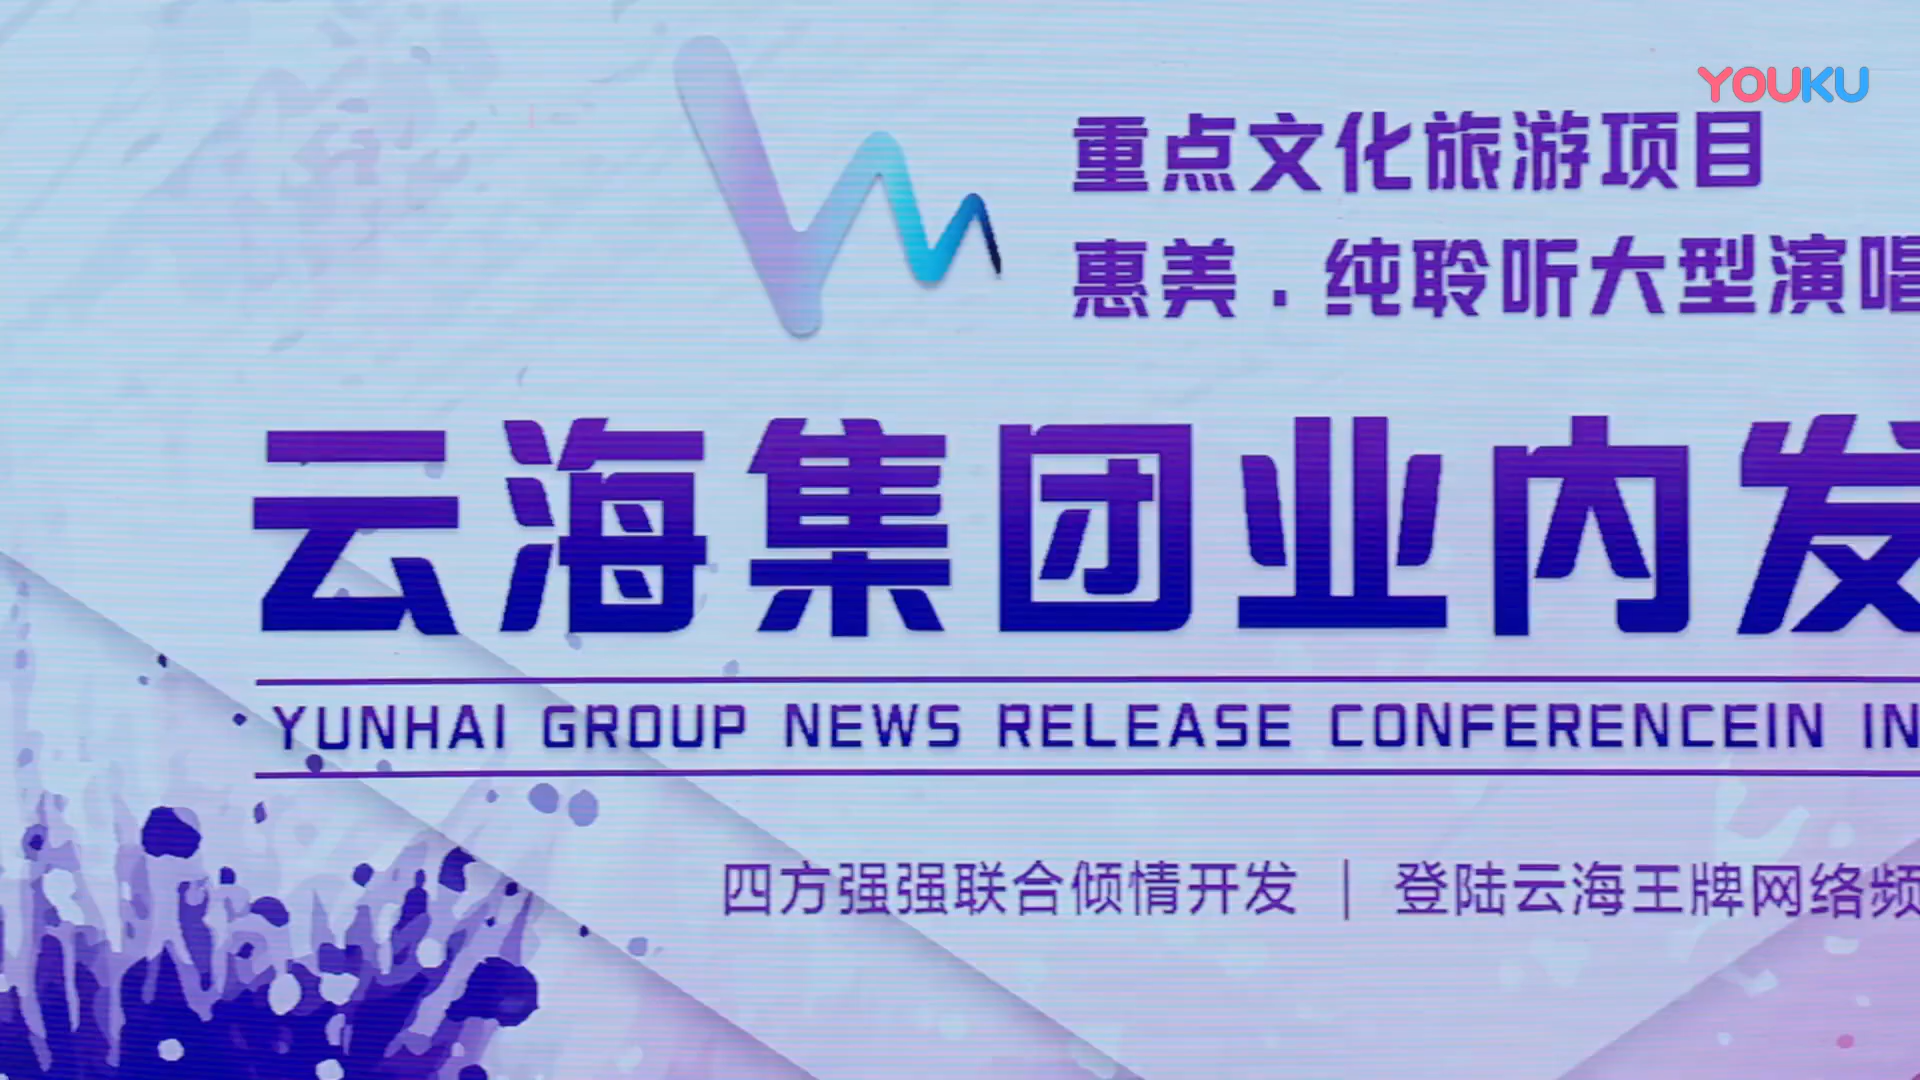 YOUKU
重点文化旅游项目
惠美.纯聆听大型演唱
云海集团业内发
YUNHAI GROUP NEWS RELEASE CONFERENCEIN IN
四方强强联合倾情开发 | 登陆云海王牌网络频